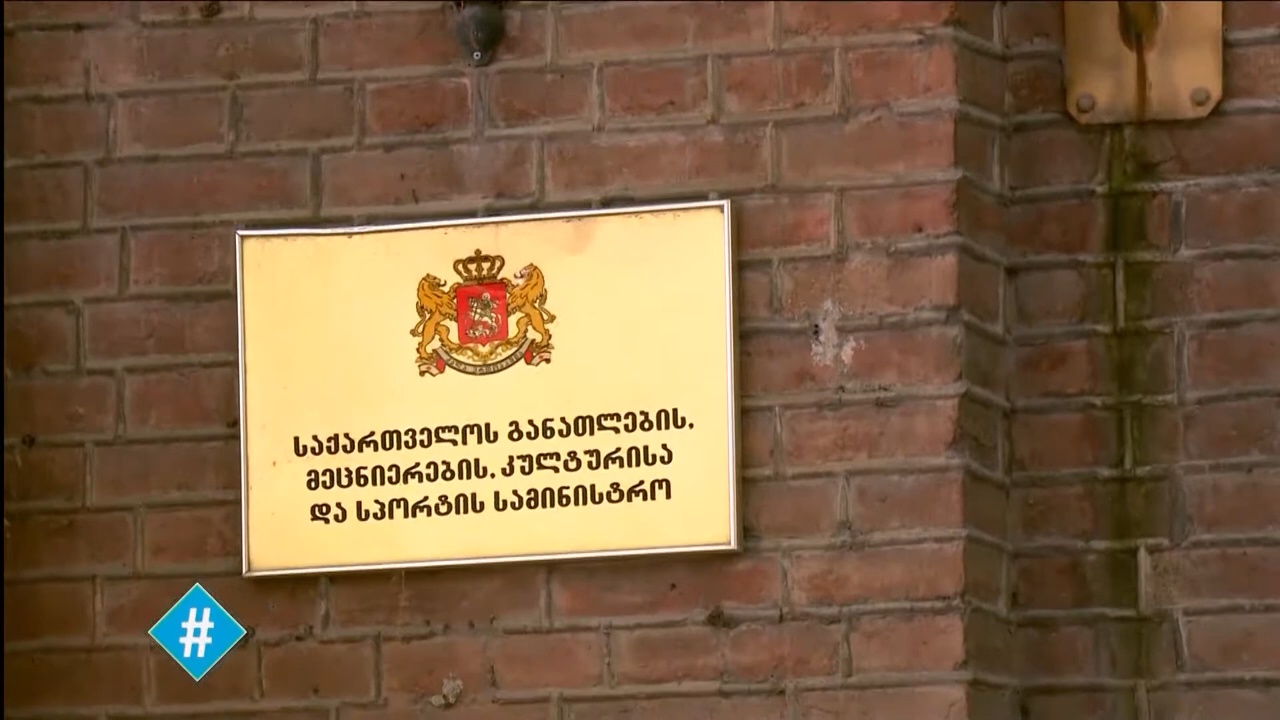 საქართველოს განათლების,
მეცნიერების, კულტურისა
და სპორტის სამინისტრო
#